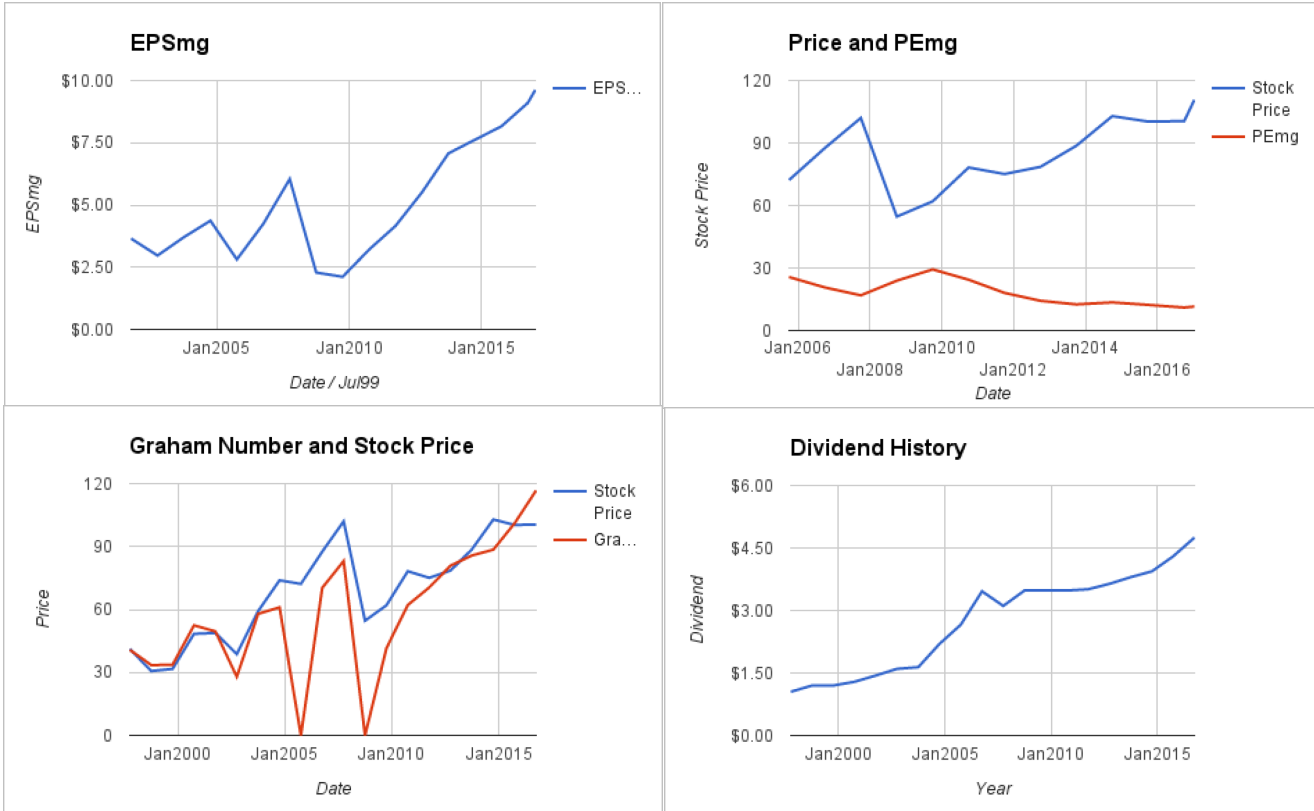 EPSmg
EPSmg
$10.00
$7.50
$5.00
$2.50
$0.00
Jan2005 Jan2010 Jan2015
Date / Jul99
EPS…
Price and PEmg
Stock Price
120
90
60
30
0
Jan2006 Jan2010 Jan2014
Jan2008 Jan2012 Jan2016
Date
Stock
Price
PEmg
Graham Number and Stock Price
Price
120
90
60
30
0
Jan2000 Jan2005 Jan2010 Jan2015
Date
Stock
Price
Gra…
Dividend History
Dividend
$6.00
$4.50
$3.00
$1.50
$0.00
Jan2000 Jan2005 Jan2010 Jan2015
Year